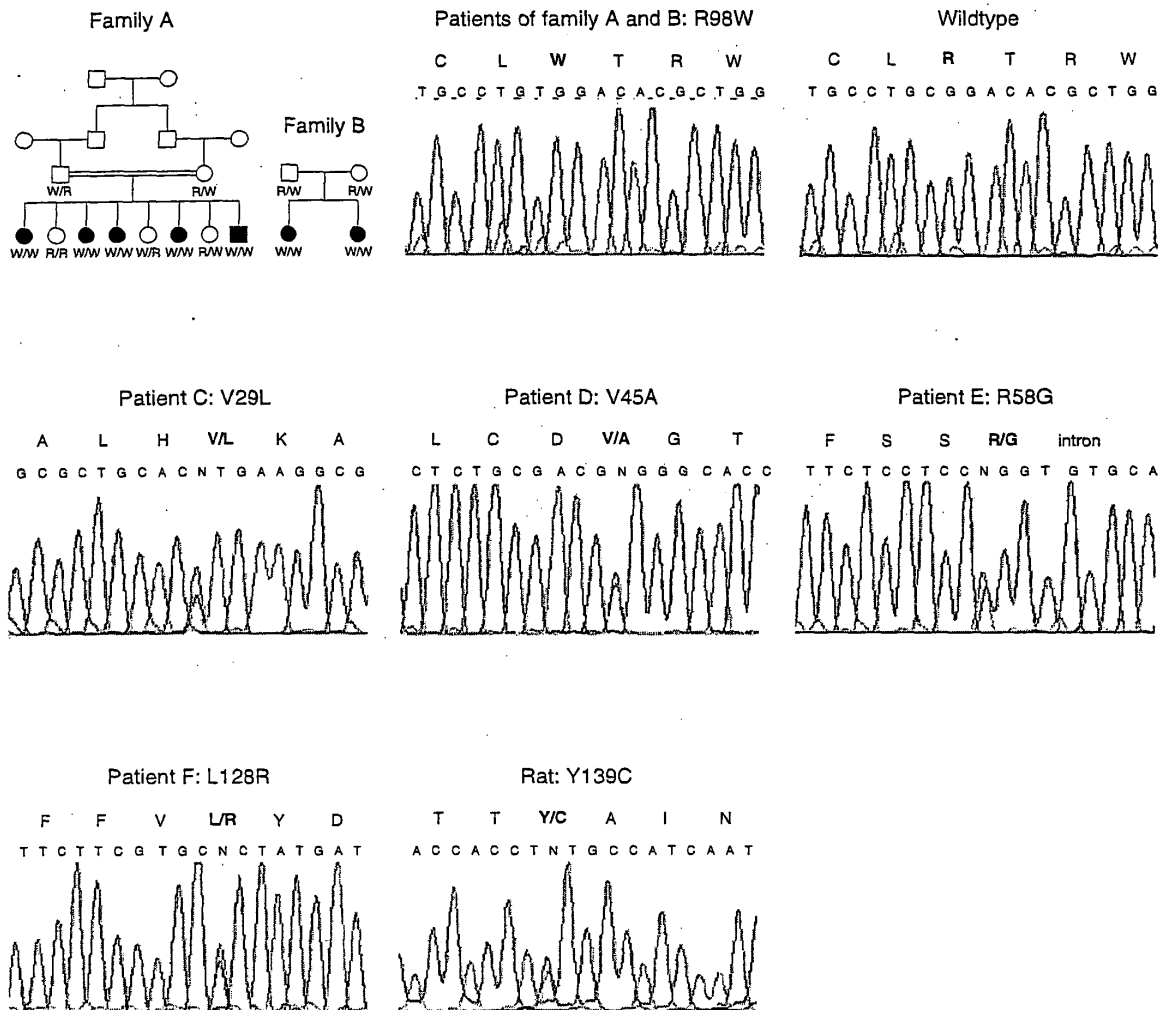 Family A
Family B
W/R
R/W
W/W R/R W/W W/W W/R W/W R/W W/W
R/W
R/W
W/W
W/W
Patients of family A and B: R98W
C L W T R W
T G C C T G T G G A C A C G C T G G
Wildtype
C L R T R W
T G C C T G C G G A C A C G C T G G
Patient C: V29L
A L H V/L K A
G C G C T G C A C N T G A A G G C G
Patient D: V45A
L C D V/A G T
C T C T G C G A C G N G G G C A C C
Patient E: R58G
F S S R/G intron
T T C T C C T C C N G G T G T G C A
Patient F: L128R
F F V L/R Y D
T T C T T C G T G C N C T A T G A T
Rat: Y139C
T T Y/C A I N
A C C A C C T N T G C C A T C A A T